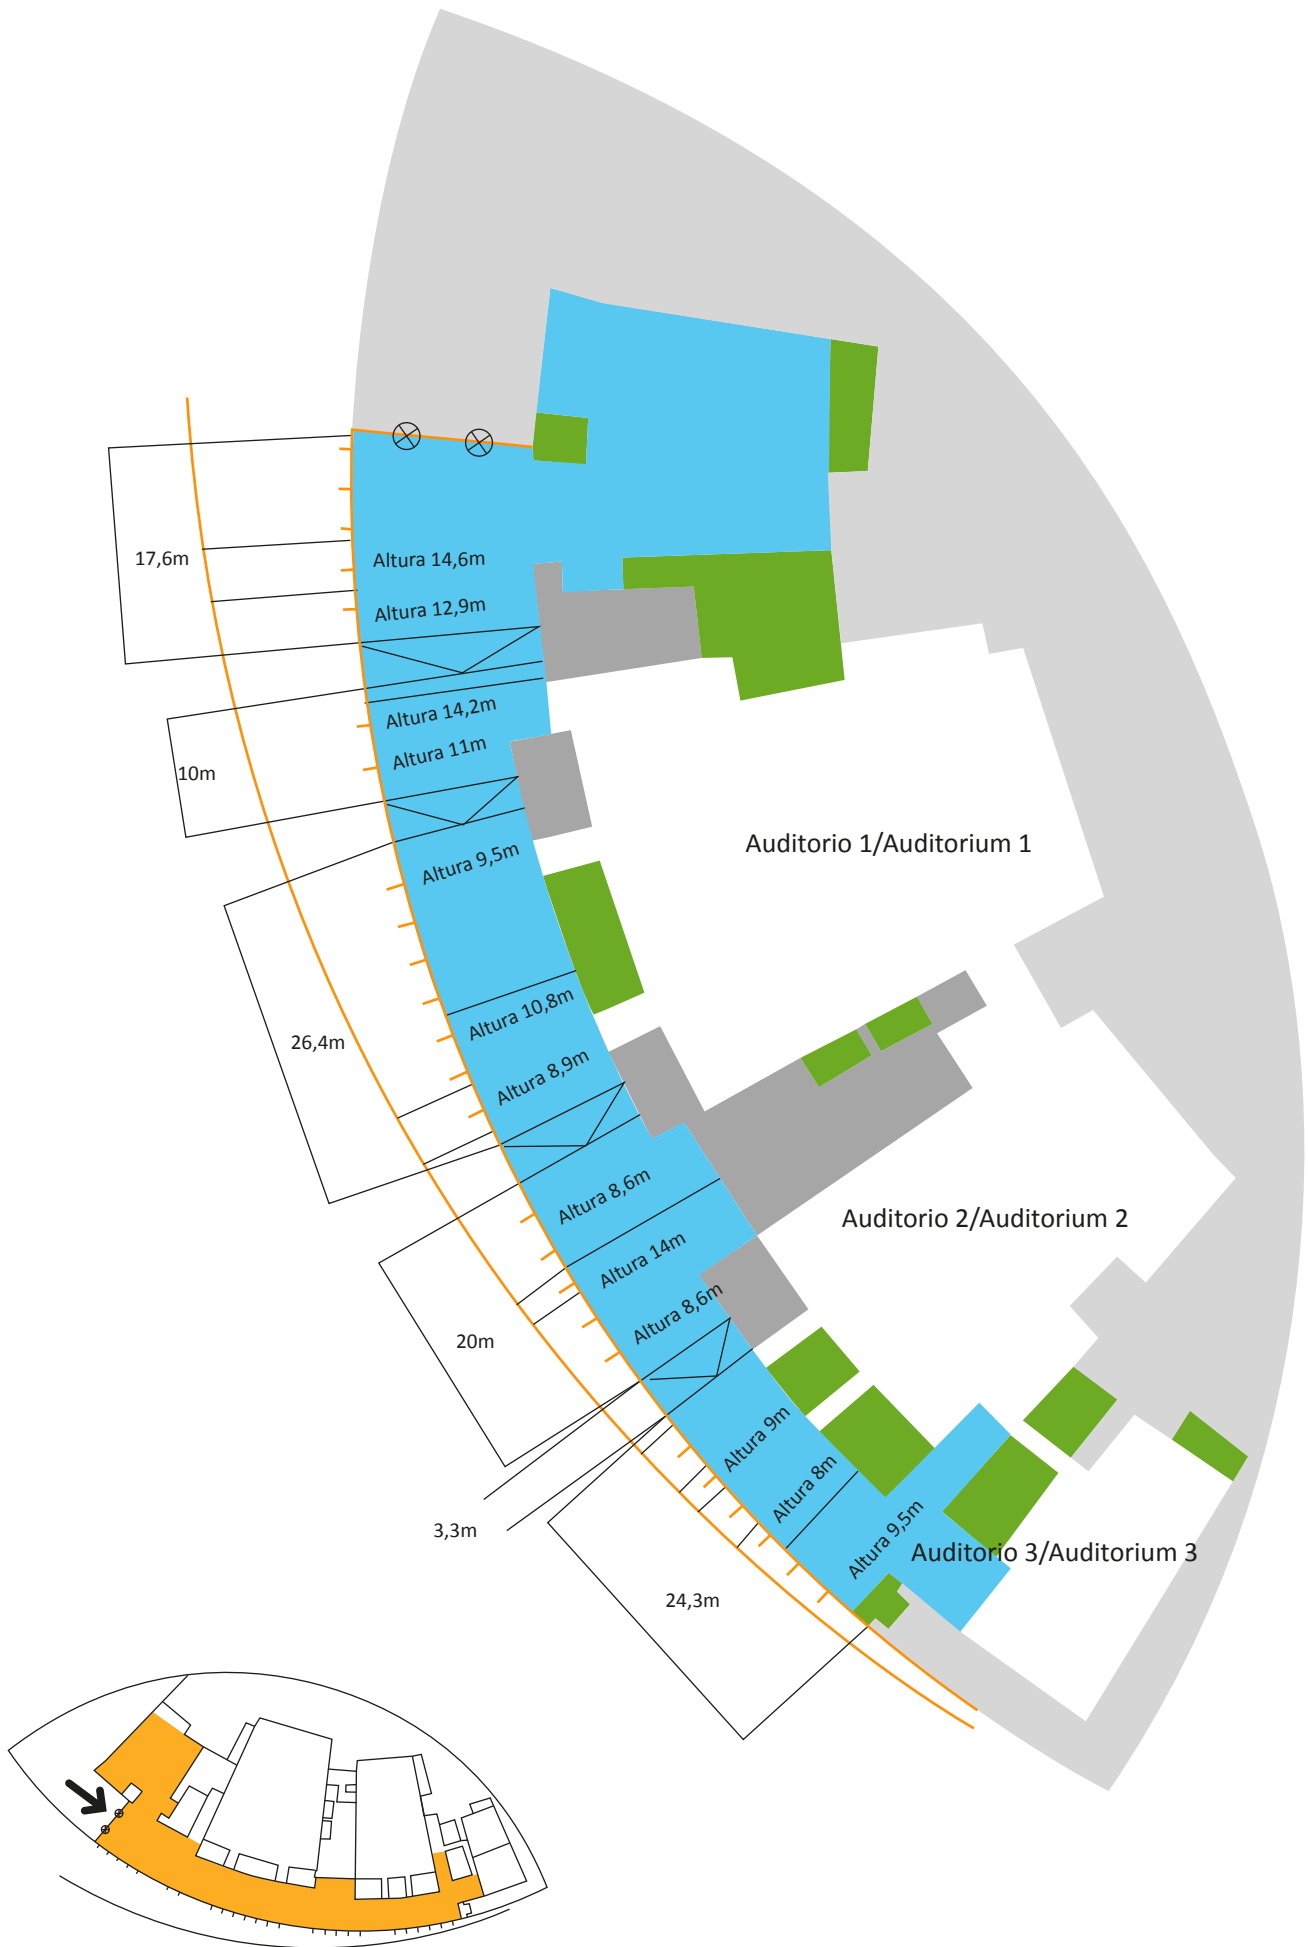 17,6m
Altura 14,6m
Altura 12,9m
Altura 14,2m
10m
Altura 11m
Auditorio 1/Auditorium 1
Altura 9,5m
Altura 10,8m
26,4m
Altura 8,9m
Altura 8,6m
Auditorio 2/Auditorium 2
Altura 14m
Altura 8,6m
20m
Altura 9m
Altura 8m
3,3m
Altura 9,5m
Auditorio 3/Auditorium 3
24,3m